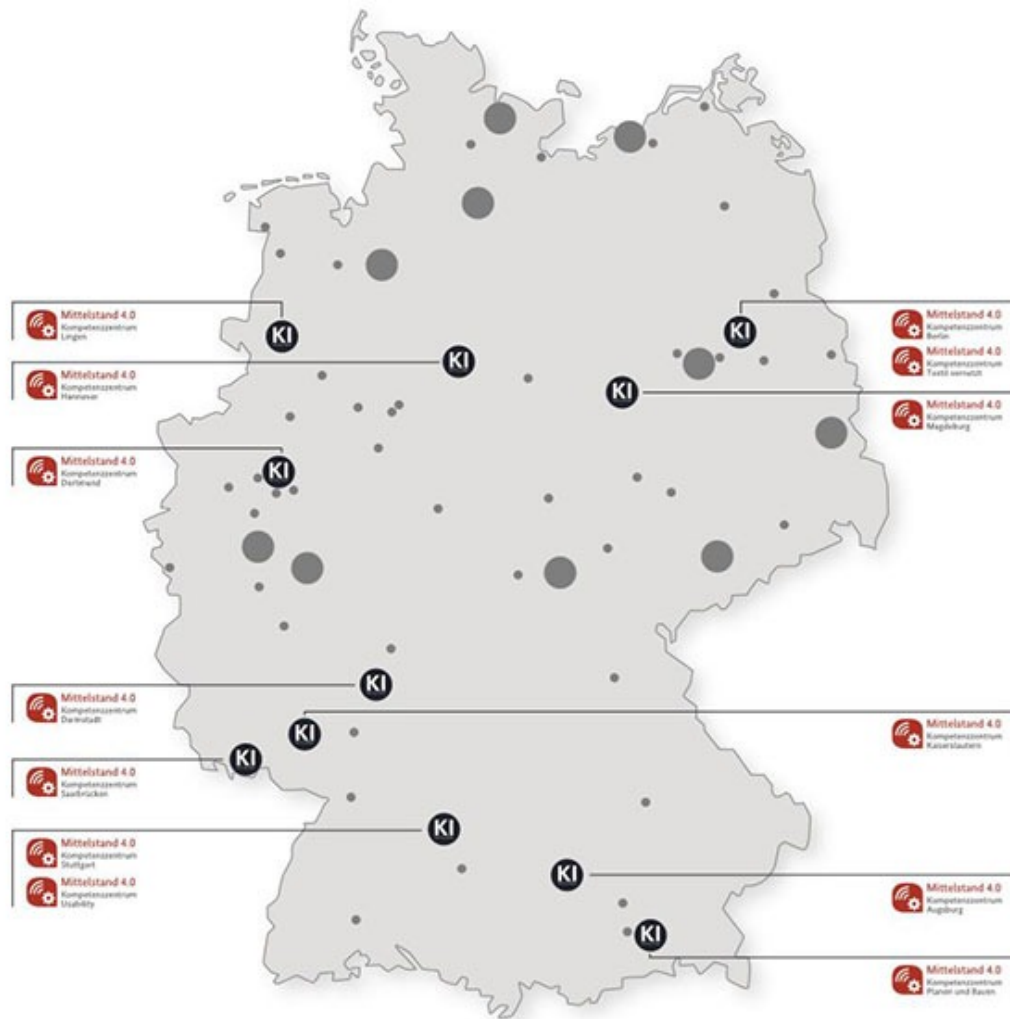 Mittelstand 4.0
Kompetenzzentrum
Lingen
KI
Mittelstand 4.0
Kompetenzzentrum
Hannover
KI
Mittelstand 4.0
Kompetenzzentrum
Dortmund
KI
Mittelstand 4.0
Kompetenzzentrum
Darmstadt
KI
Mittelstand 4.0
Kompetenzzentrum
Saarbrücken
KI
Mittelstand 4.0
Kompetenzzentrum
Stuttgart
Mittelstand 4.0
Kompetenzzentrum
Usability
KI
KI
Mittelstand 4.0
Kompetenzzentrum
Berlin
Mittelstand 4.0
Kompetenzzentrum
Textil vernetzt
KI
Mittelstand 4.0
Kompetenzzentrum
Magdeburg
KI
Mittelstand 4.0
Kompetenzzentrum
Kaiserslautern
KI
Mittelstand 4.0
Kompetenzzentrum
Augsburg
KI
Mittelstand 4.0
Kompetenzzentrum
Planen und Bauen